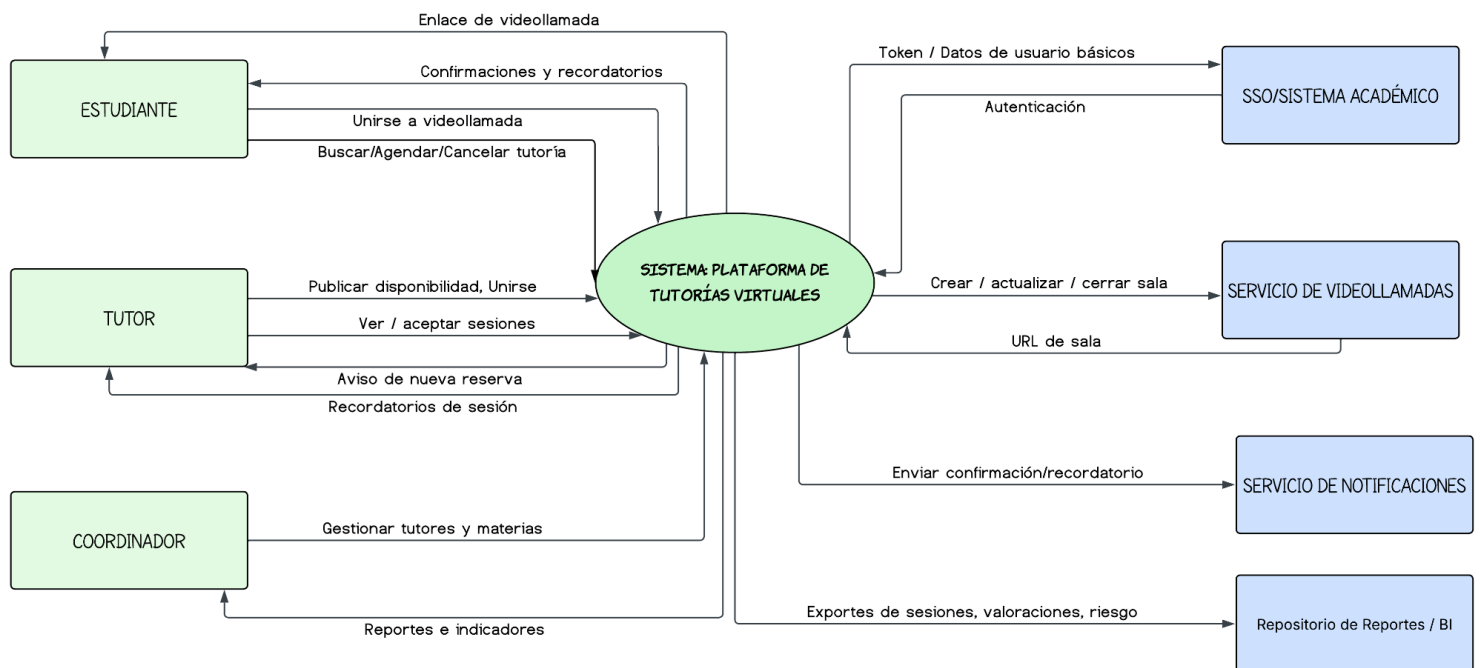 Enlace de videollamada
Confirmaciones y recordatorios
ESTUDIANTE
Unirse a videollamada
Buscar/Agendar/Cancelar tutoría
Token / Datos de usuario básicos
SSO/SISTEMA ACADÉMICO
Autenticación
SISTEMA: PLATAFORMA DE
TUTORÍAS VIRTUALES
Publicar disponibilidad, Unirse
TUTOR
Ver / aceptar sesiones
Aviso de nueva reserva
Recordatorios de sesión
Crear / actualizar / cerrar sala
SERVICIO DE VIDEOLLAMADAS
URL de sala
Enviar confirmación/recordatorio
SERVICIO DE NOTIFICACIONES
Gestionar tutores y materias
COORDINADOR
Reportes e indicadores
Exportes de sesiones, valoraciones, riesgo
Repositorio de Reportes / BI